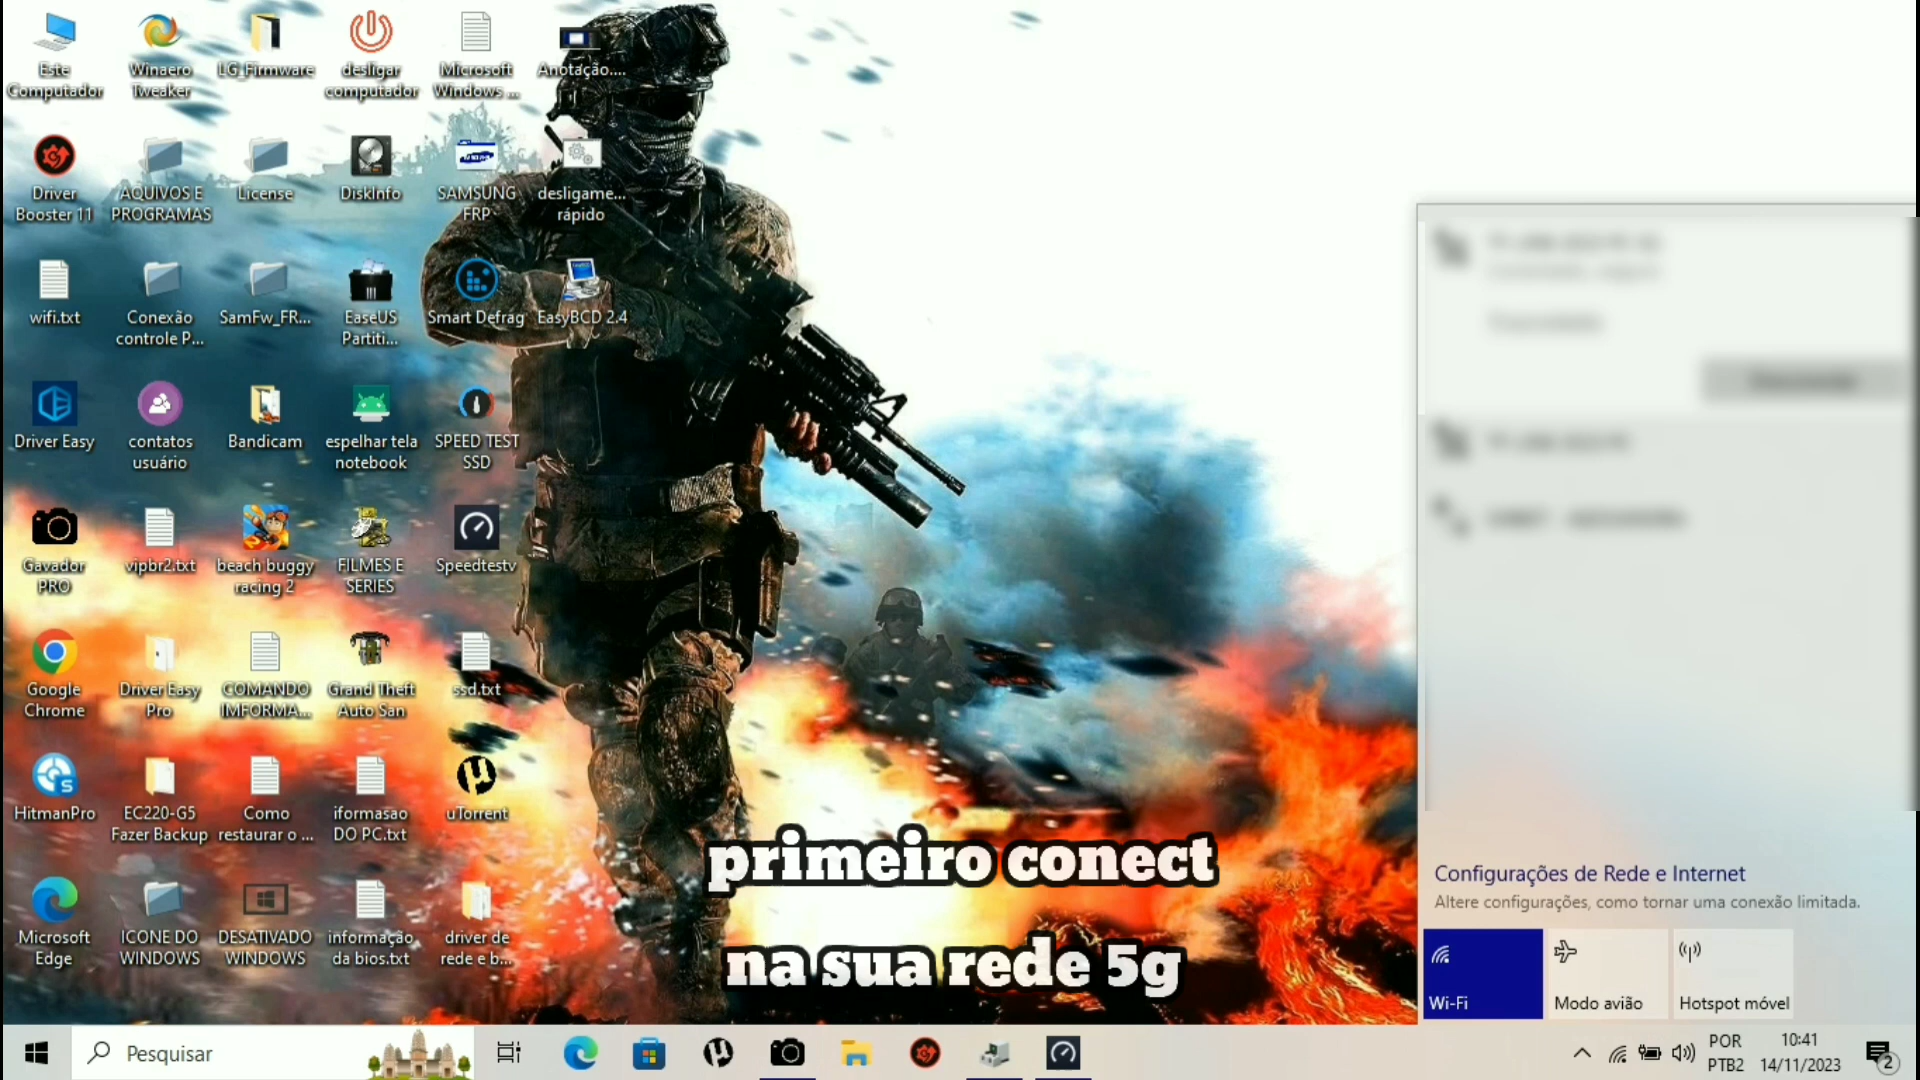 Este
Computador
Winaero
Tweaker
LG_Firmware
desligar
computador
Microsoft
Windows ...
Anotação....
Driver
Booster 11
AQUIVOS E
PROGRAMAS
License
DiskInfo
SAMSUNG
FRP
desligame...
rápido
wifi.txt
Conexão
controle P...
SamFw_FR...
EaseUS
Partiti...
Smart Defrag
EasyBCD 2.4
Driver Easy
contatos
usuário
Bandicam
espelhar tela
notebook
SPEED TEST
SSD
Gavador
PRO
vipbr2.txt
beach buggy
racing 2
FILMES E
SERIES
Speedtestv
Google
Chrome
Driver Easy
Pro
COMANDO
IMFORMA...
Grand Theft
Auto San
ssd.txt
HitmanPro
EC220-G5
Fazer Backup
Como
restaurar o ...
iformasao
DO PC.txt
uTorrent
Microsoft
Edge
ICONE DO
WINDOWS
DESATIVADO
WINDOWS
informação
da bios.txt
driver de
rede e b...
primeiro conect
na sua rede 5g
Configurações de Rede e Internet
Altere configurações, como tornar uma conexão limitada.
Wi-Fi
Modo avião
Hotspot móvel
Pesquisar
POR
PTB2
10:41
14/11/2023
2